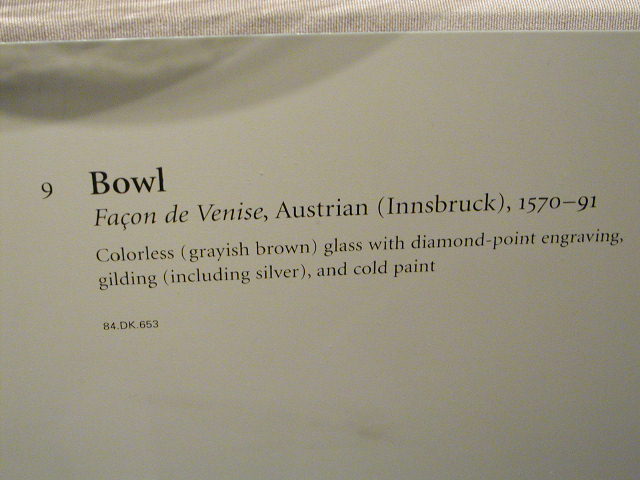 9 Bowl
Façon de Venise, Austrian (Innsbruck), 1570–91
Colorless (grayish brown) glass with diamond-point engraving,
gilding (including silver), and cold paint
84.DK.653